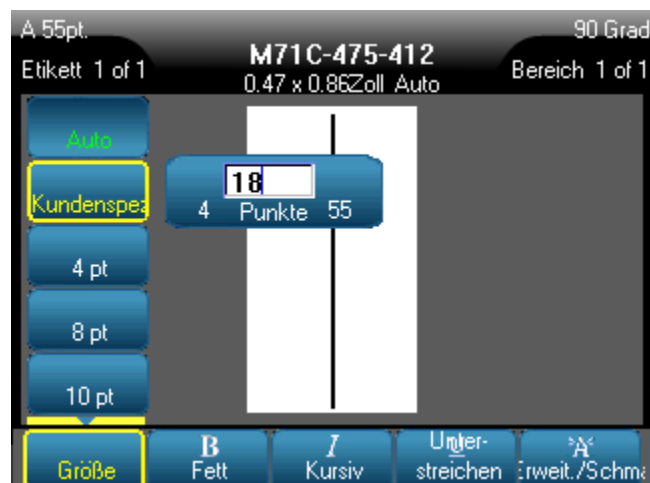 A 55pt.
90 Grad
M71C-475-412
Etikett 1 of 1
0.47 x 0.86Zoll Auto
Bereich 1 of 1
Auto
Kundenspez
18
4 Punkte 55
4 pt
8 pt
10 pt
Größe
B
Fett
I
Kursiv
Unter-
streichen
A
Erweit./Schma